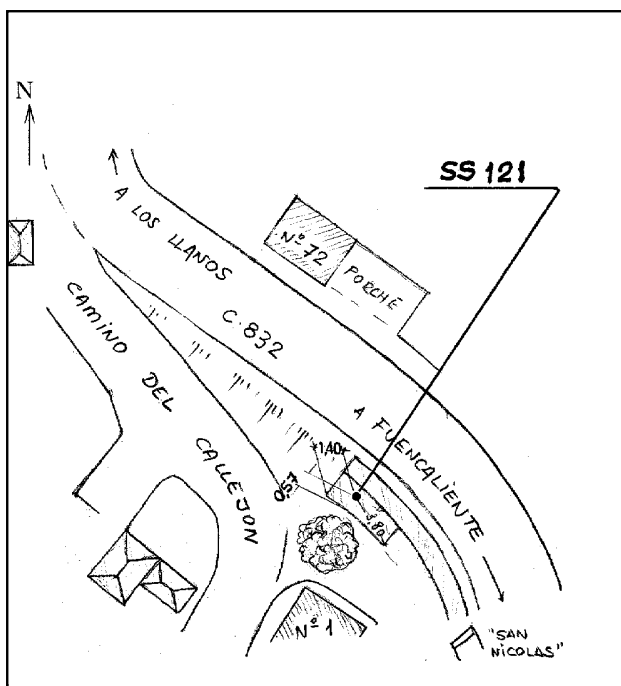 N
SS 121
A LOS LLANOS
Nº 72
PORCHE
C. 832
CAMINO DEL CALLEJON
A FUENCALIENTE
1,40
0.57
3.80
Nº 1
"SAN
NICOLAS"